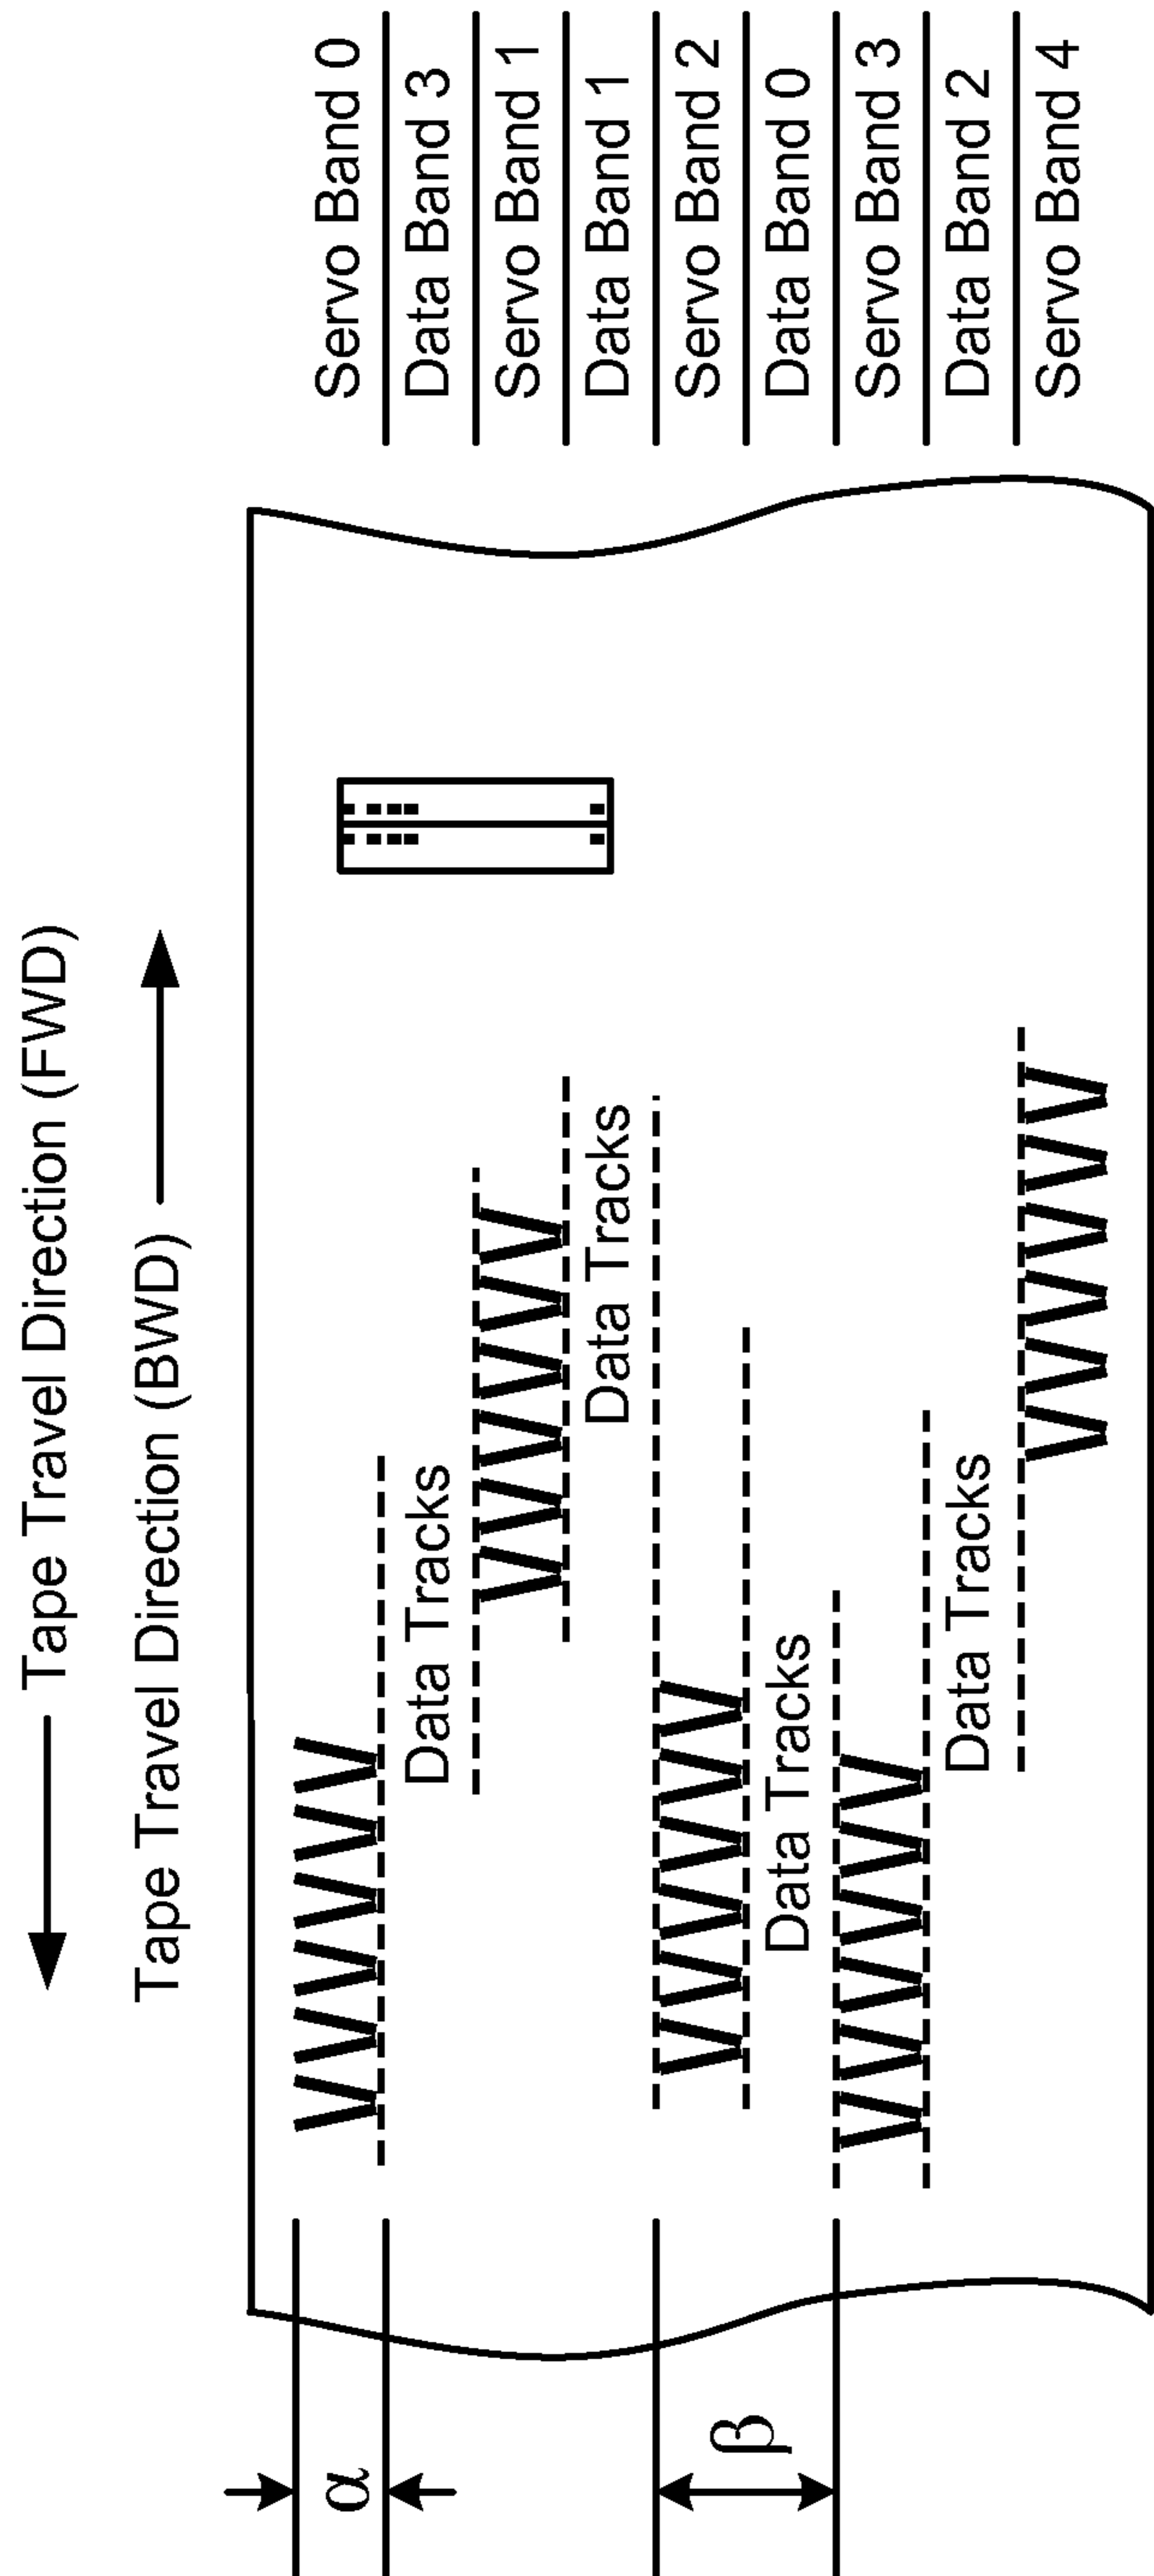 Tape Travel Direction (FWD)
Tape Travel Direction (BWD)
Servo Band 0
Data Band 3
Servo Band 1
Data Band 1
Servo Band 2
Data Band 0
Servo Band 3
Data Band 2
Servo Band 4
Data Tracks
Data Tracks
Data Tracks
Data Tracks
α
β